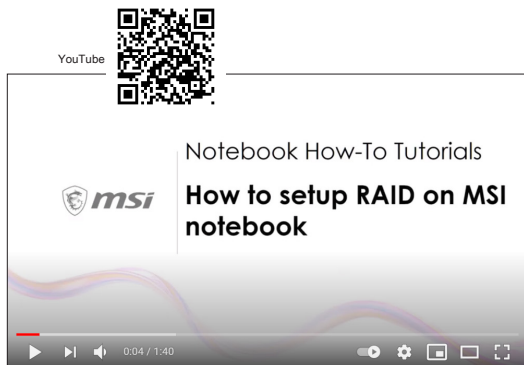 YouTube
Notebook How-To Tutorials
msi
How to setup RAID on MSI
notebook
0:04 / 1:40